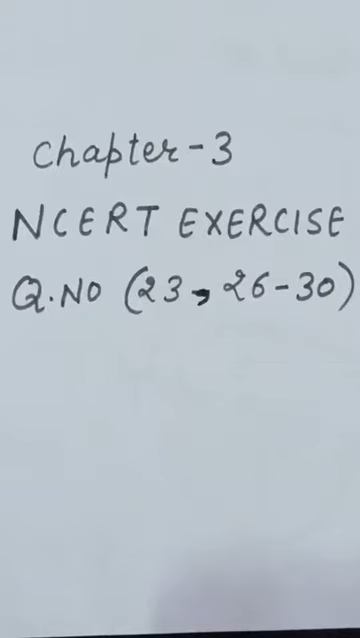 Chapter-3
NCERT EXERCISE
Q.NO (23, 26-30)